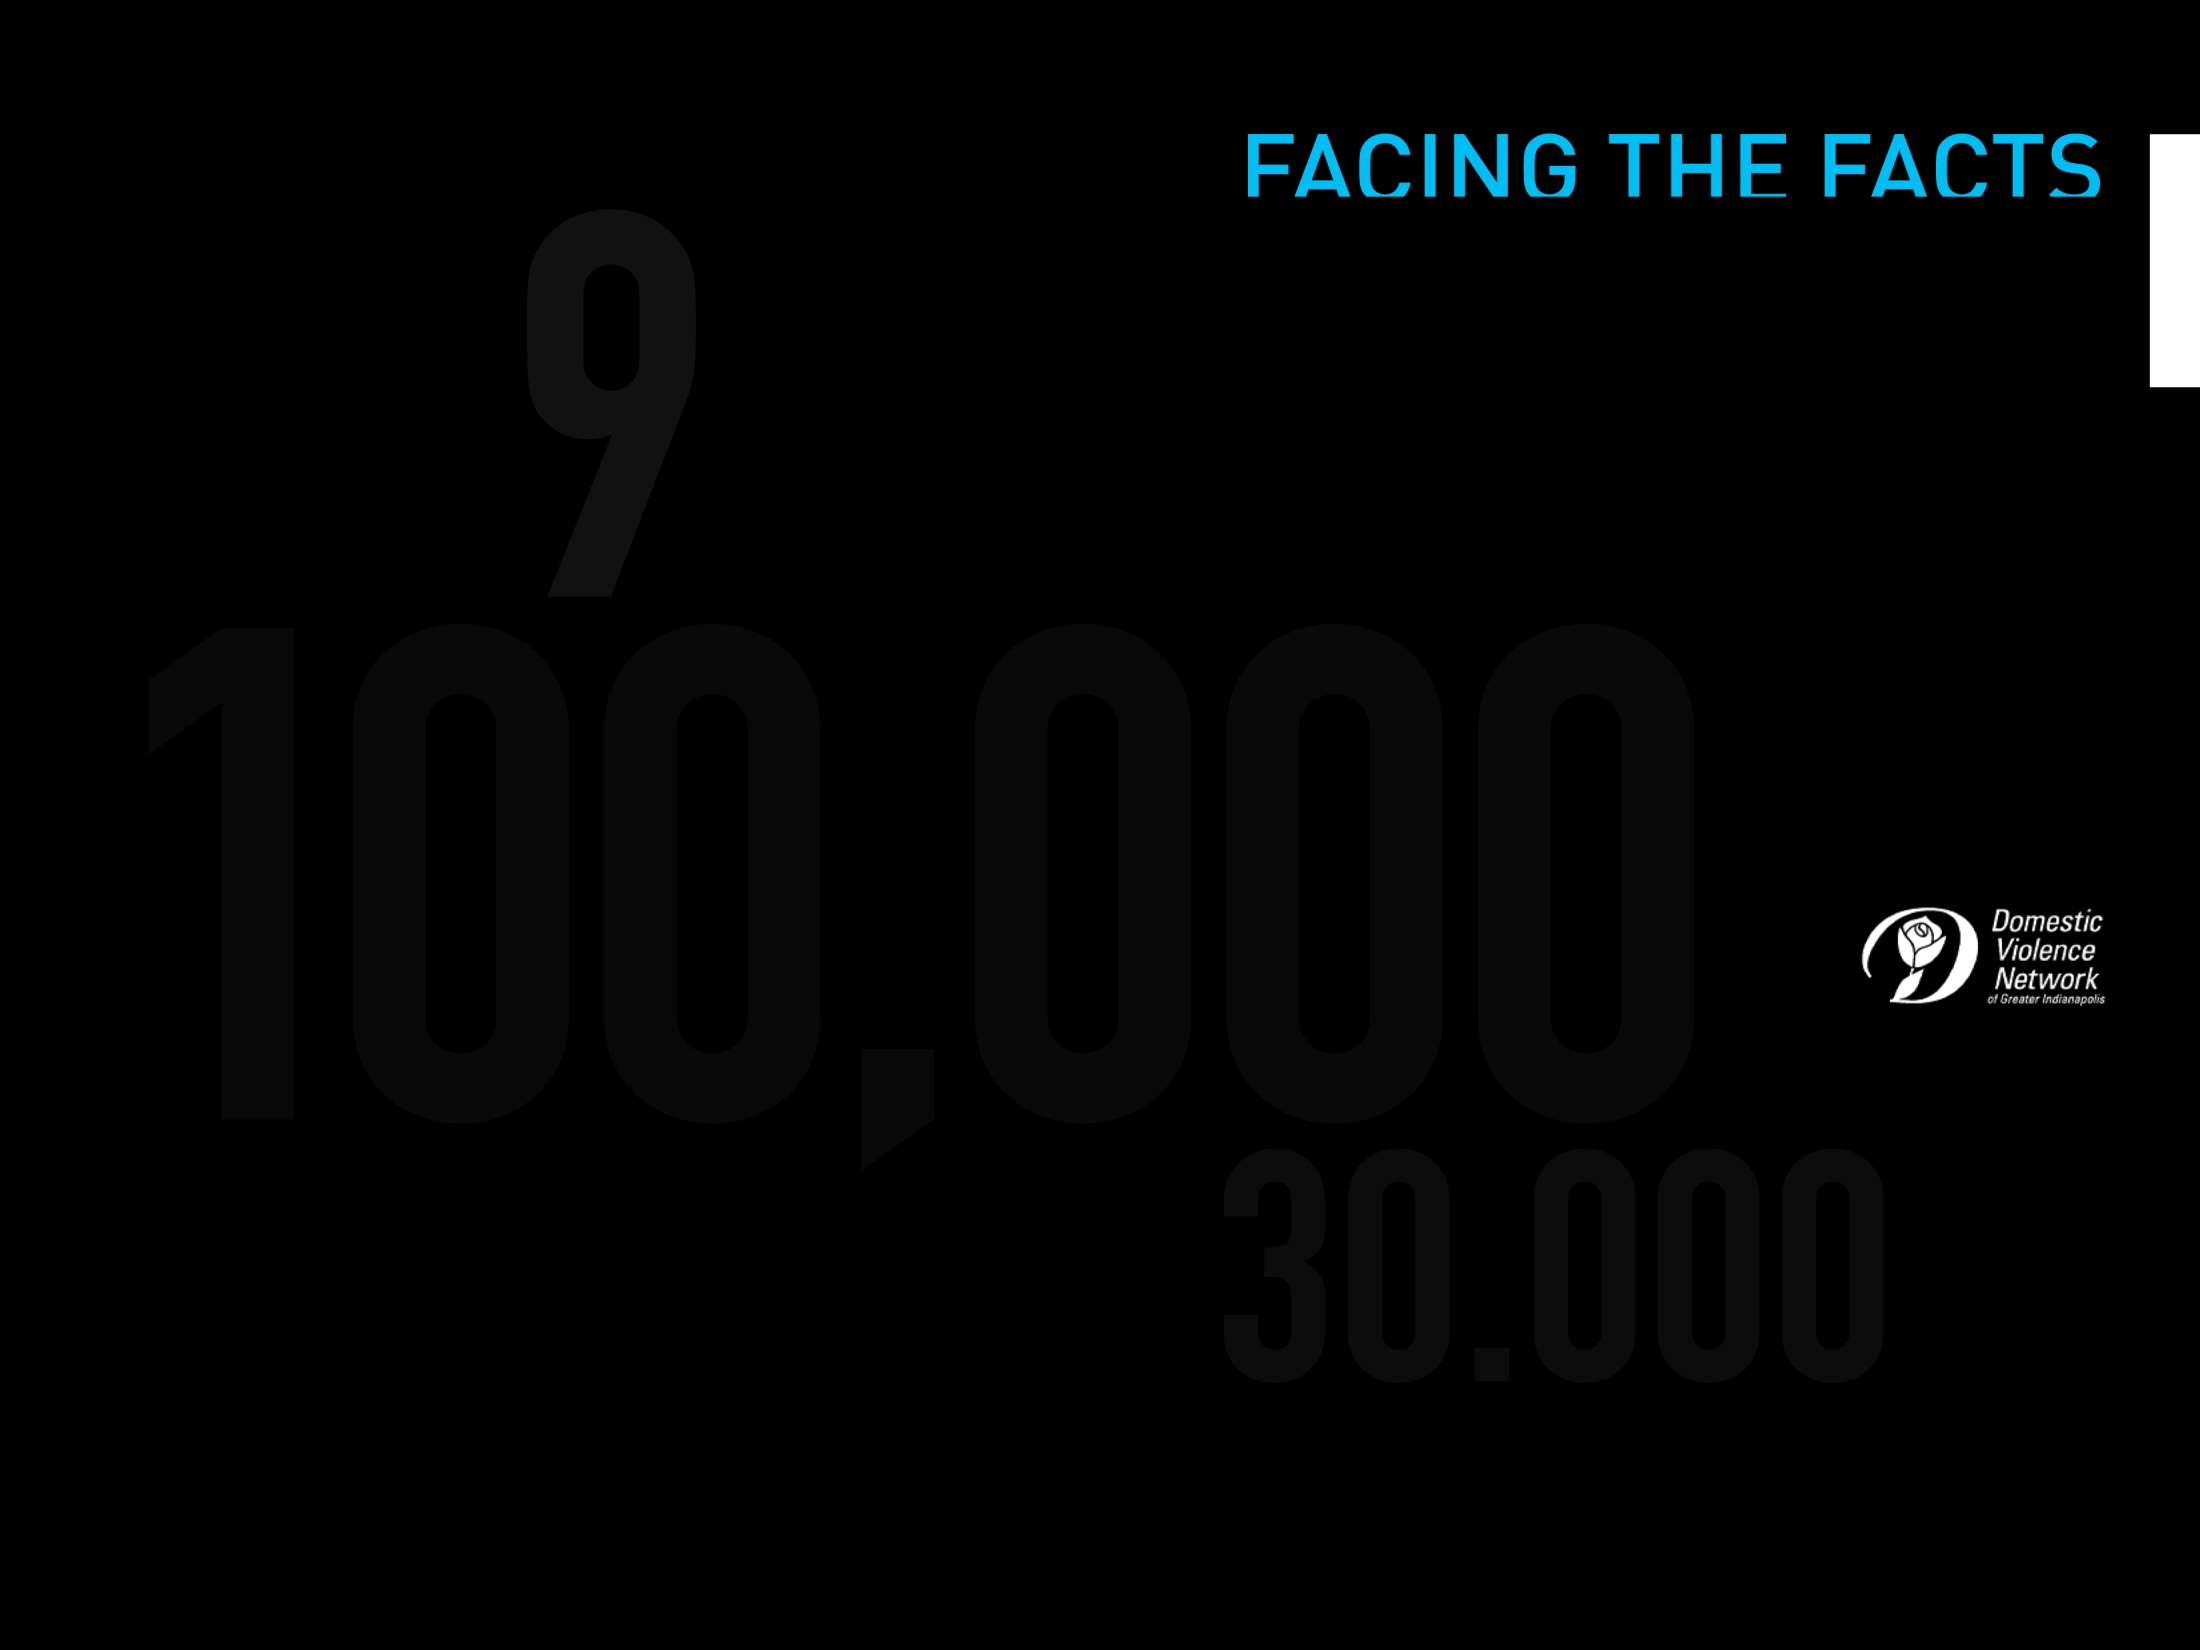 FACING THE FACTS
9
100,000
Domestic
Violence
Network
of Greater Indianapolis
30.000